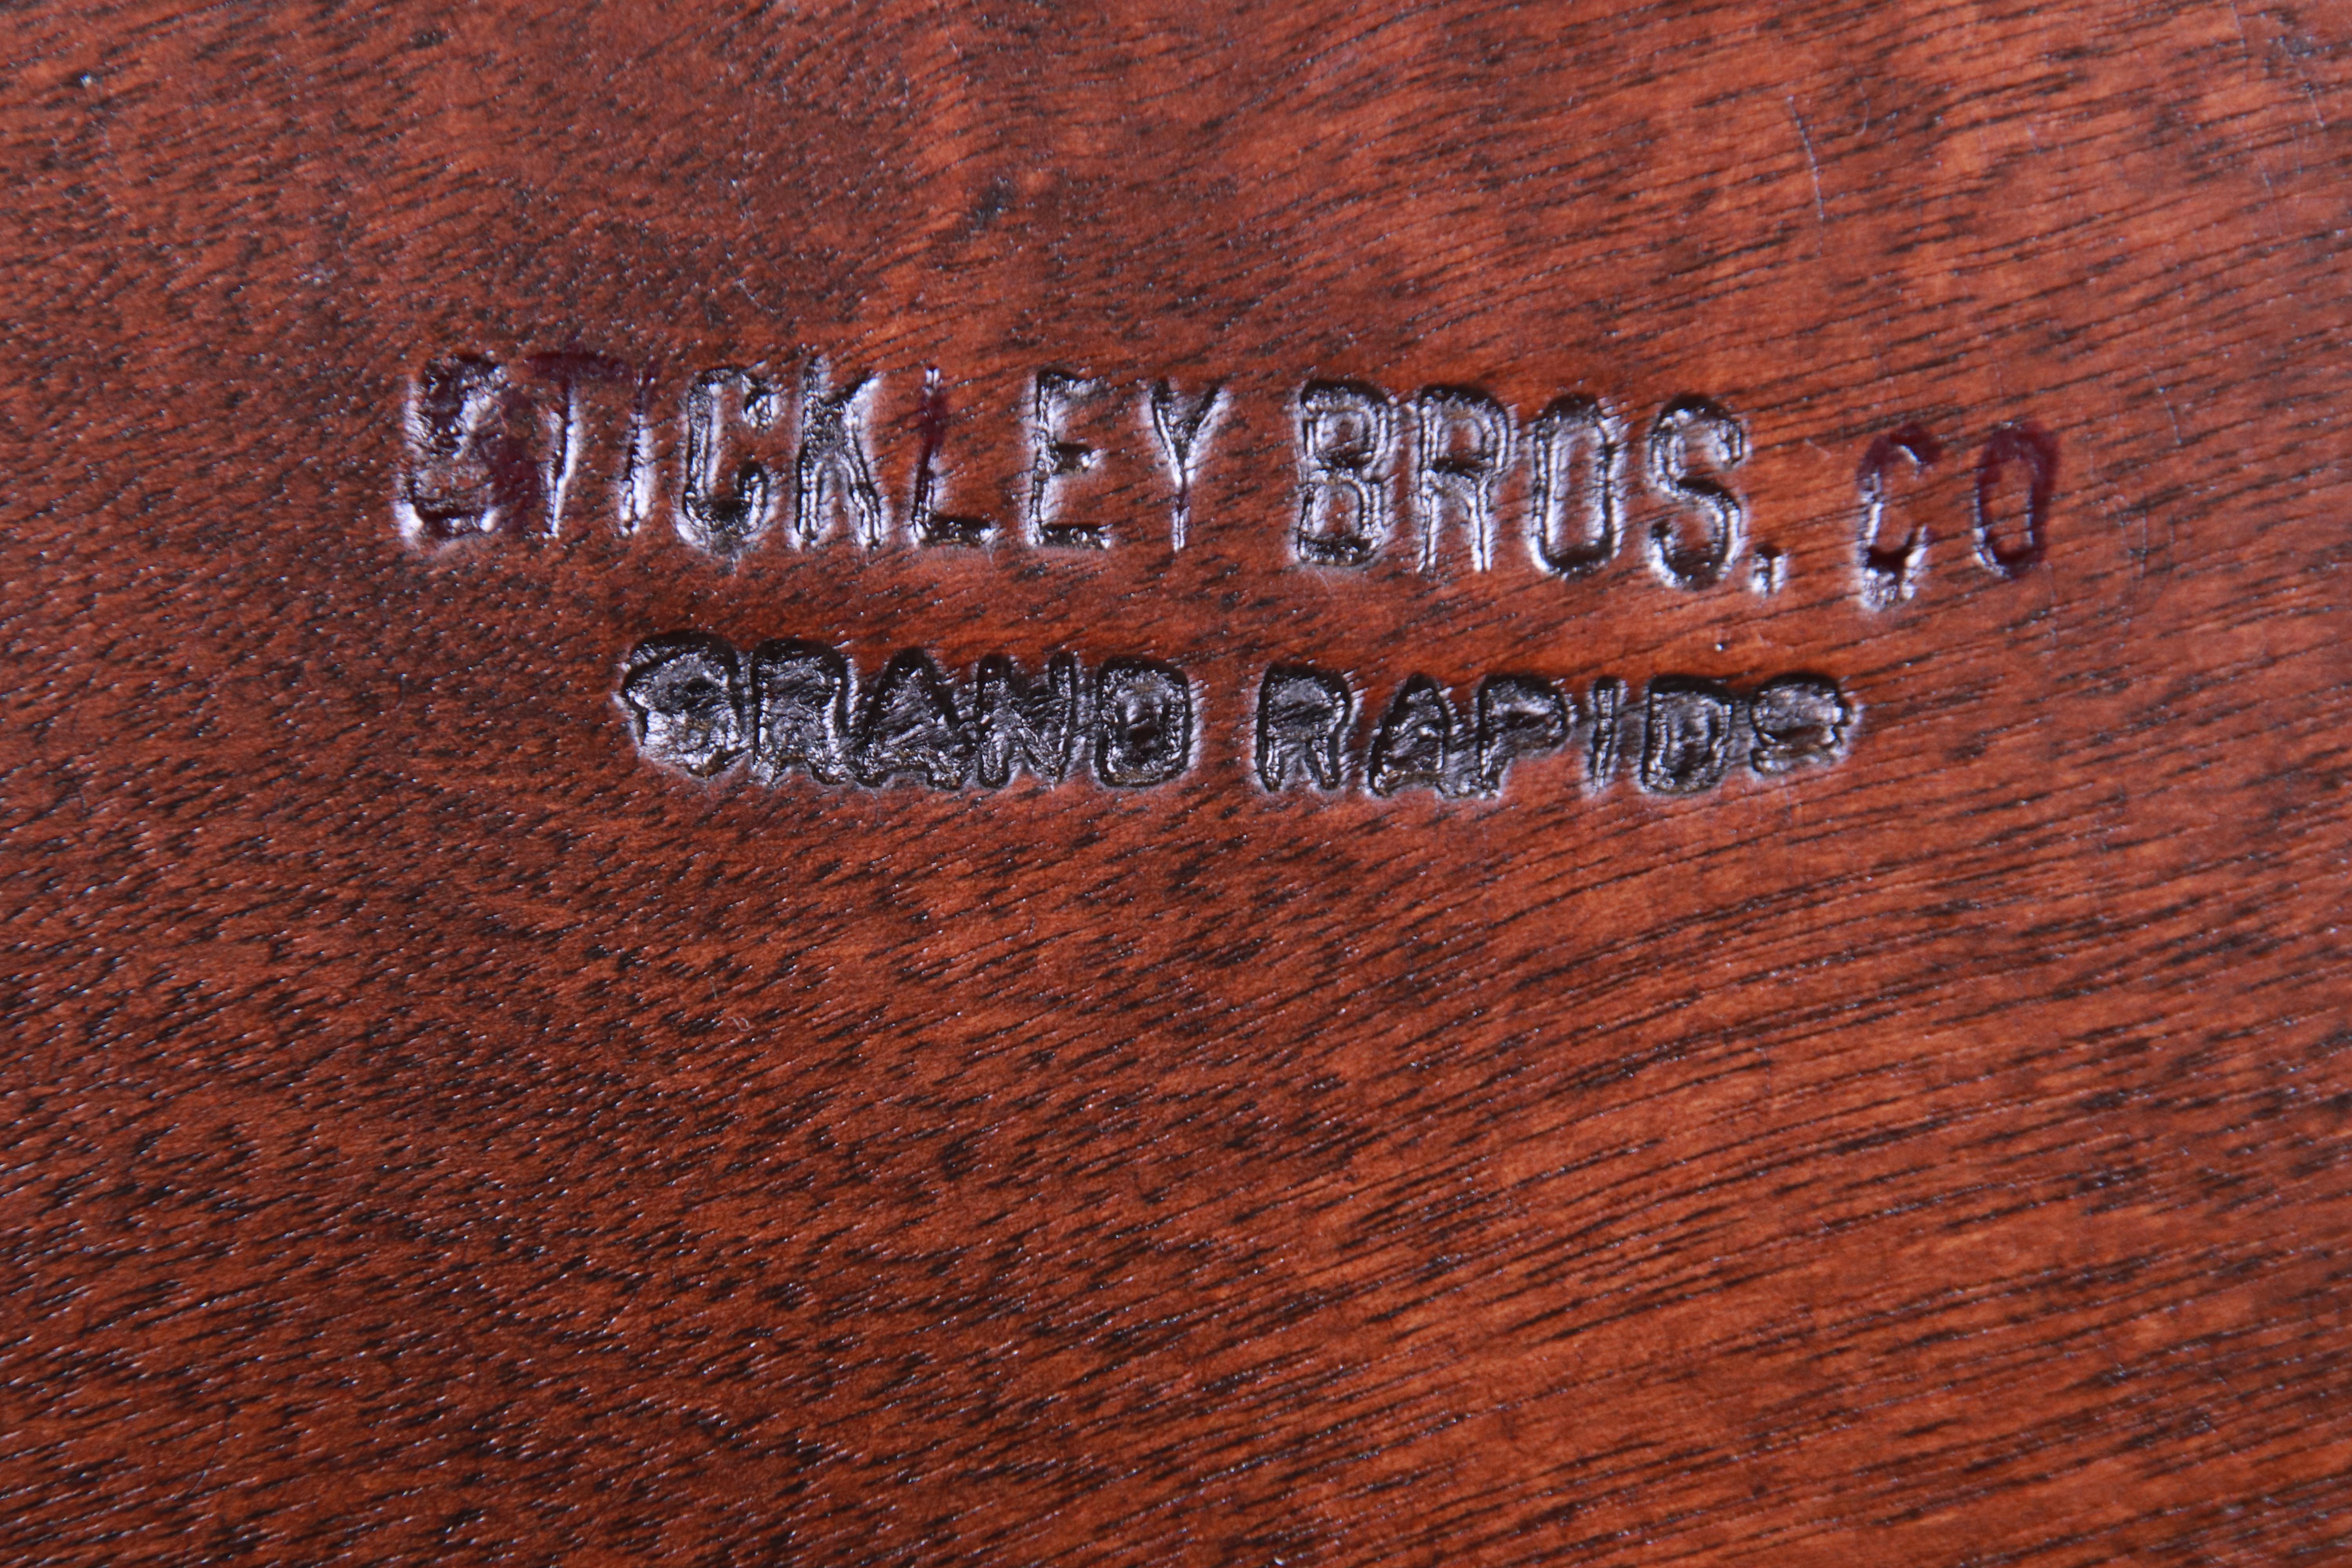 STICKLEY BROS. CO
GRAND RAPIDS